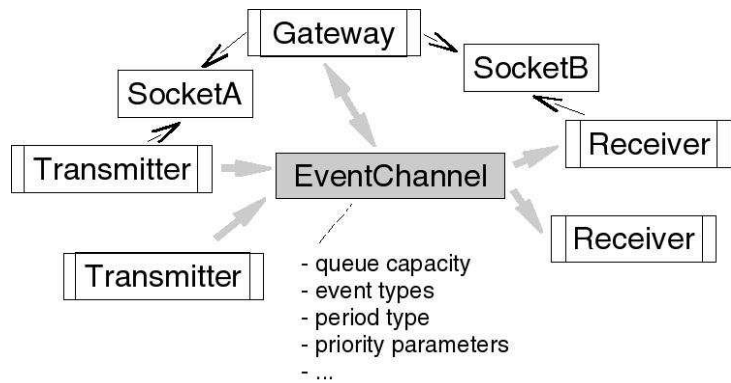 Gateway
SocketA
SocketB
Transmitter
EventChannel
Receiver
Transmitter
Receiver
- queue capacity
- event types
- period type
- priority parameters
- ...